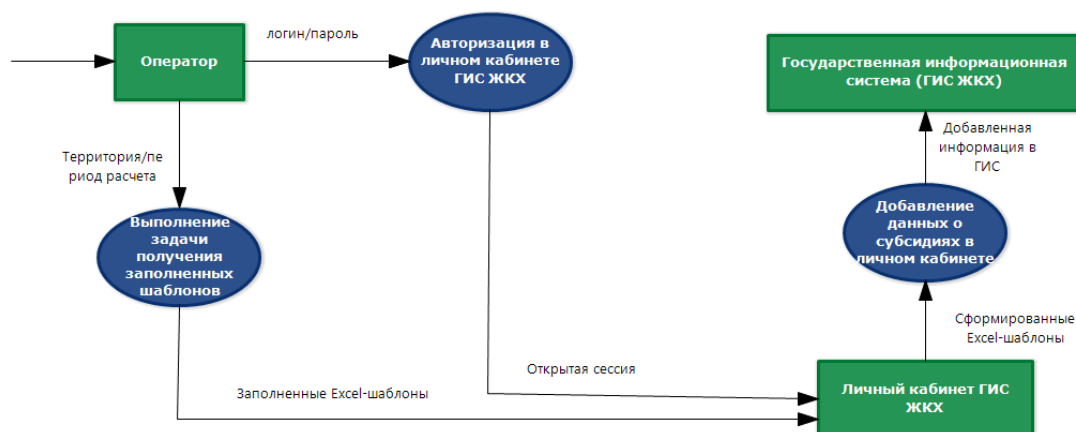 Оператор
логин/пароль
Авторизация в
личном кабинете
ГИС ЖКХ
Государственная информационная
система (ГИС ЖКХ)
Территория/пе
риод расчета
Добавленная
информация в
ГИС
Выполнение
задачи
получения
заполненных
шаблонов
Добавление
данных о
субсидиях в
личном кабинете
Сформированные
Excel-шаблоны
Открытая сессия
Заполненные Excel-шаблоны
Личный кабинет ГИС
ЖКХ